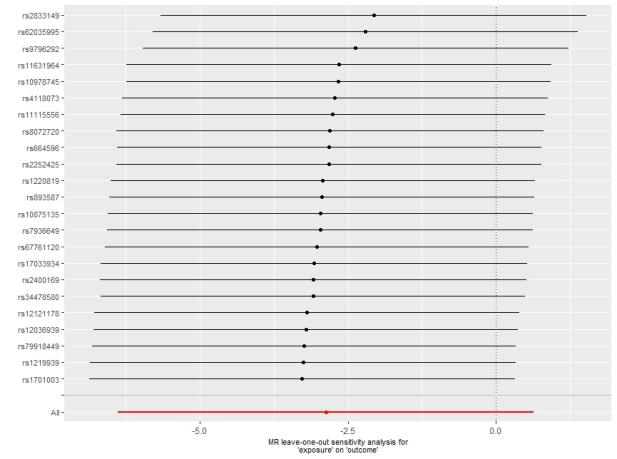 rs2833149
rs62035995
rs9796292
rs11631964
rs10978745
rs4118073
rs11115556
rs8072720
rs664596
rs2252425
rs1220819
rs893587
rs10875135
rs7936649
rs67761120
rs17033934
rs2400169
rs34478580
rs12121178
rs12036939
rs79918449
rs1219939
rs1701003
All
-5.0 -2.5 0.0
MR leave-one-out sensitivity analysis for
'exposure' on 'outcome'